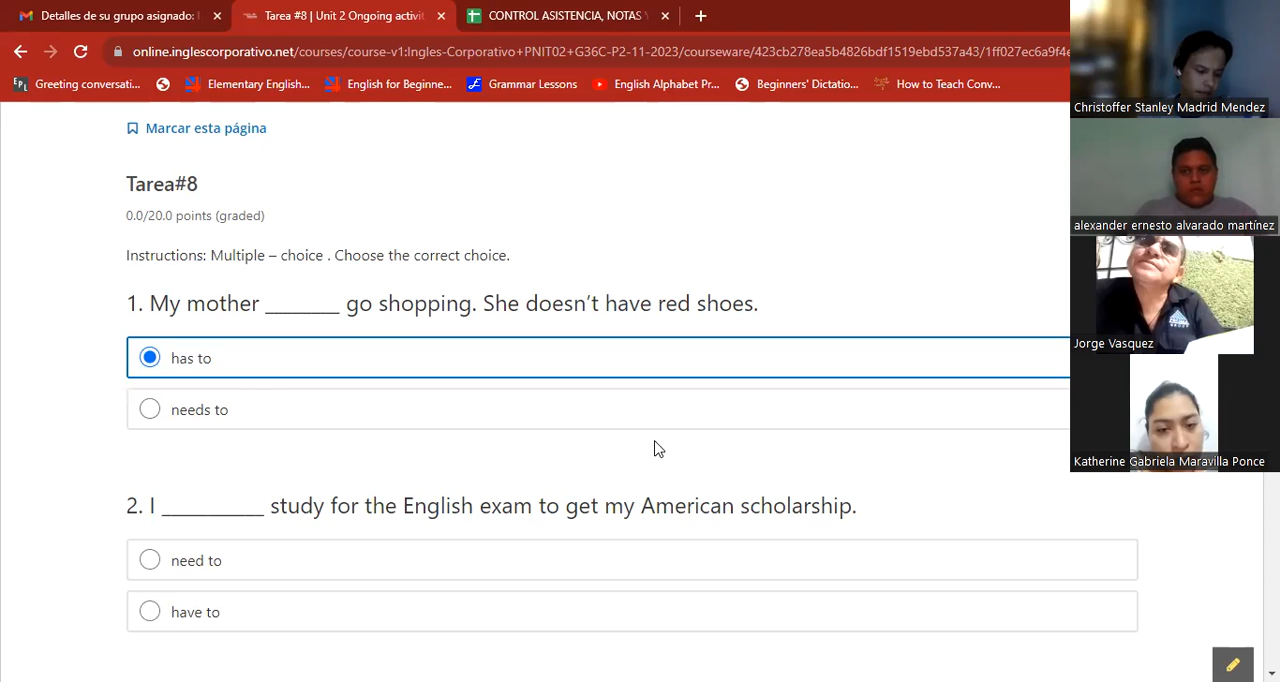 Detalles de su grupo asignado: I
Tarea #8 | Unit 2 Ongoing activit
CONTROL ASISTENCIA, NOTAS Y
online.inglescorporativo.net/courses/course-v1:Ingles-Corporativo+PNIT02+G36C-P2-11-2023/courseware/423cb278ea5b4826bdf1519ebd537a43/1ff027ec6a9f4e
Greeting conversati...
Elementary English...
English for Beginne...
Grammar Lessons
English Alphabet Pr...
Beginners' Dictatio...
How to Teach Conv...
Marcar esta página
Tarea#8
0.0/20.0 points (graded)
Instructions: Multiple – choice . Choose the correct choice.
1. My mother ________ go shopping. She doesn’t have red shoes.
has to
needs to
2. I __________ study for the English exam to get my American scholarship.
need to
have to
Christoffer Stanley Madrid Mendez
alexander ernesto alvarado martínez
Jorge Vasquez
Katherine Gabriela Maravilla Ponce